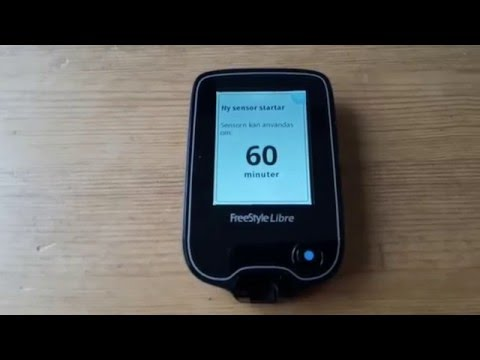 Ny sensor startar
Sensorn kan användas
om:
60
minuter
FreeStyle Libre